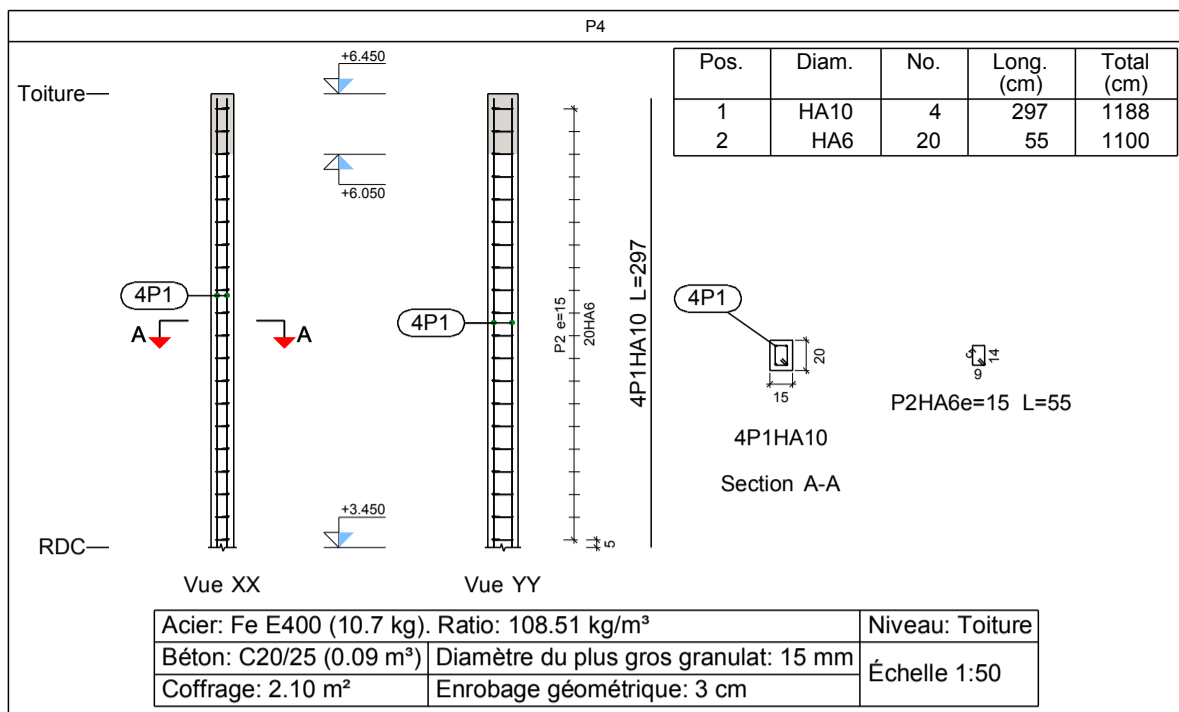 P4
Pos. Diam. No. Long. (cm) Total (cm)
1 HA10 4 297 1188
2 HA6 20 55 1100
Toiture
+6.450
+6.050
4P1
A A
4P1
P2 e=15
20HA6
4P1HA10 L=297
4P1
20
15
4P1HA10
Section A-A
5
14
9
P2HA6e=15 L=55
+3.450
RDC
5
Vue XX
Vue YY
Acier: Fe E400 (10.7 kg). Ratio: 108.51 kg/m³
Niveau: Toiture
Béton: C20/25 (0.09 m³)
Diamètre du plus gros granulat: 15 mm
Échelle 1:50
Coffrage: 2.10 m²
Enrobage géométrique: 3 cm